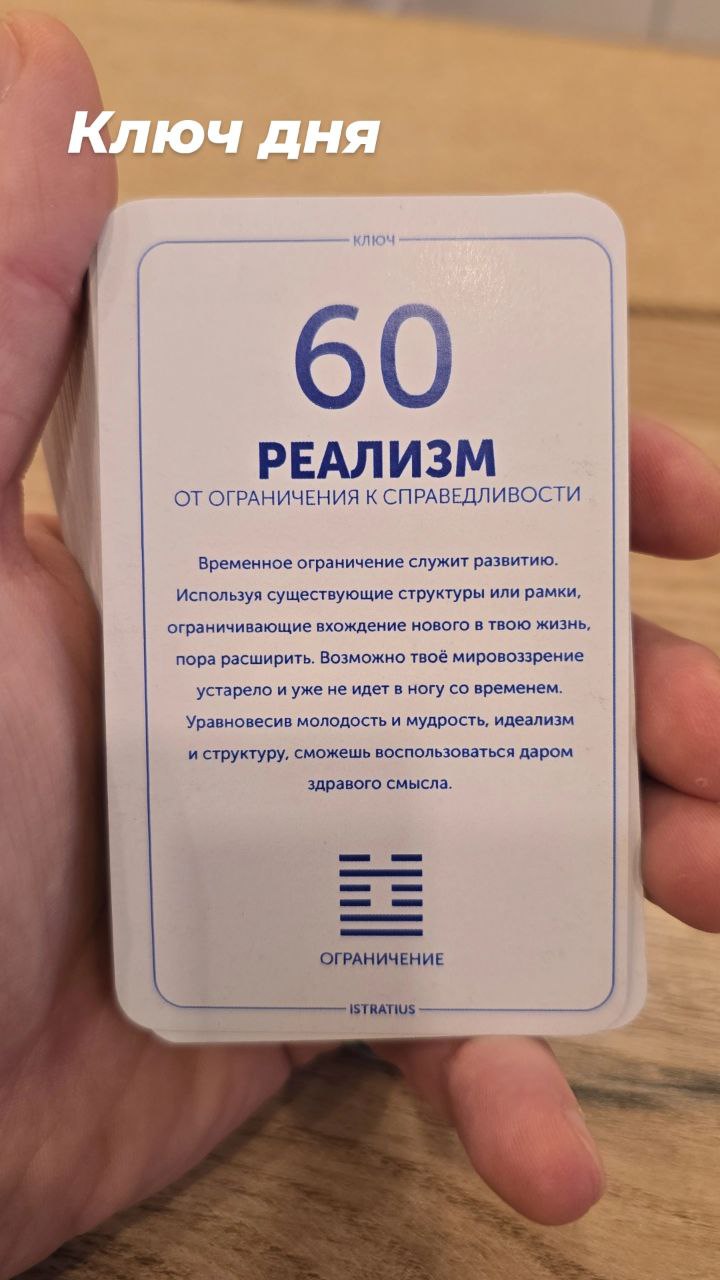 Ключ дня
КЛЮЧ
60
РЕАЛИЗМ
ОТ ОГРАНИЧЕНИЯ К СПРАВЕДЛИВОСТИ
Временное ограничение служит развитию.
Используя существующие структуры или рамки,
ограничивающие вхождение нового в твою жизнь,
пора расширить. Возможно твоё мировоззрение
устарело и уже не идет в ногу со временем.
Уравновесив молодость и мудрость, идеализм
и структуру, сможешь воспользоваться даром
здравого смысла.
ОГРАНИЧЕНИЕ
ISTRATIUS